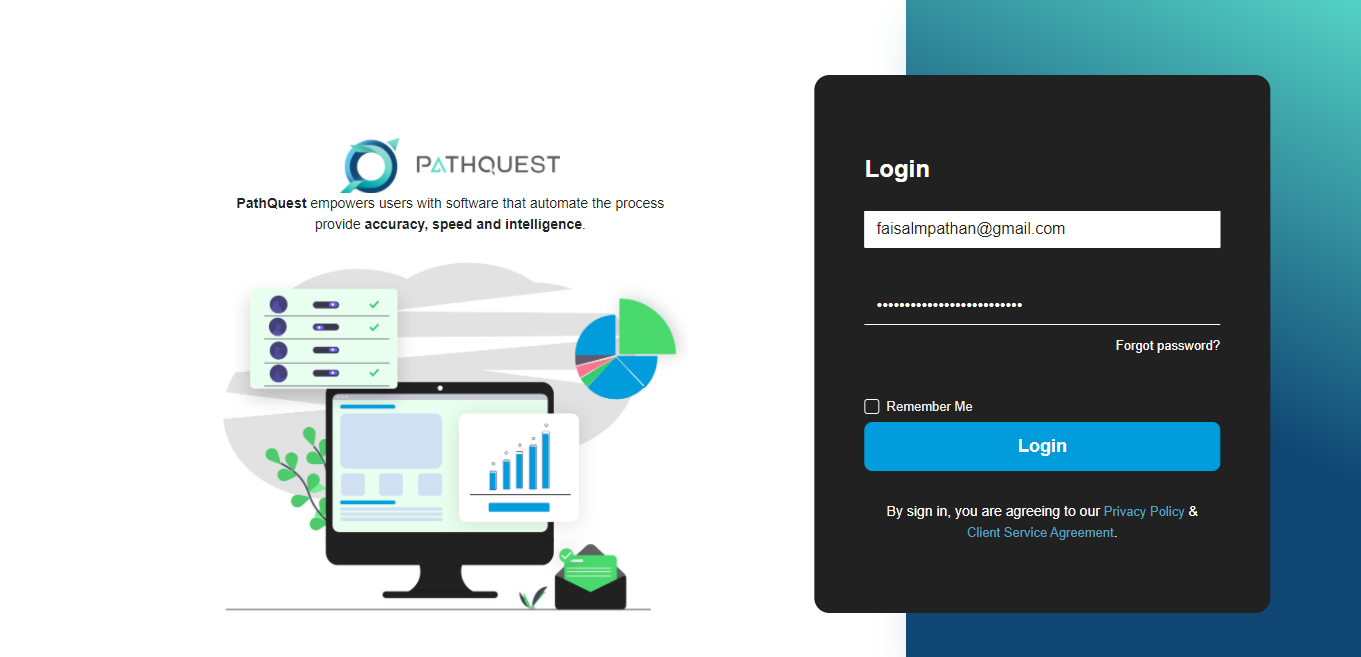 PATHQUEST
PathQuest empowers users with software that automate the process
provide accuracy, speed and intelligence.
Login
faisalmpathan@gmail.com
••••••••••••••••••••••••••
Forgot password?
Remember Me
Login
By sign in, you are agreeing to our Privacy Policy &
Client Service Agreement.